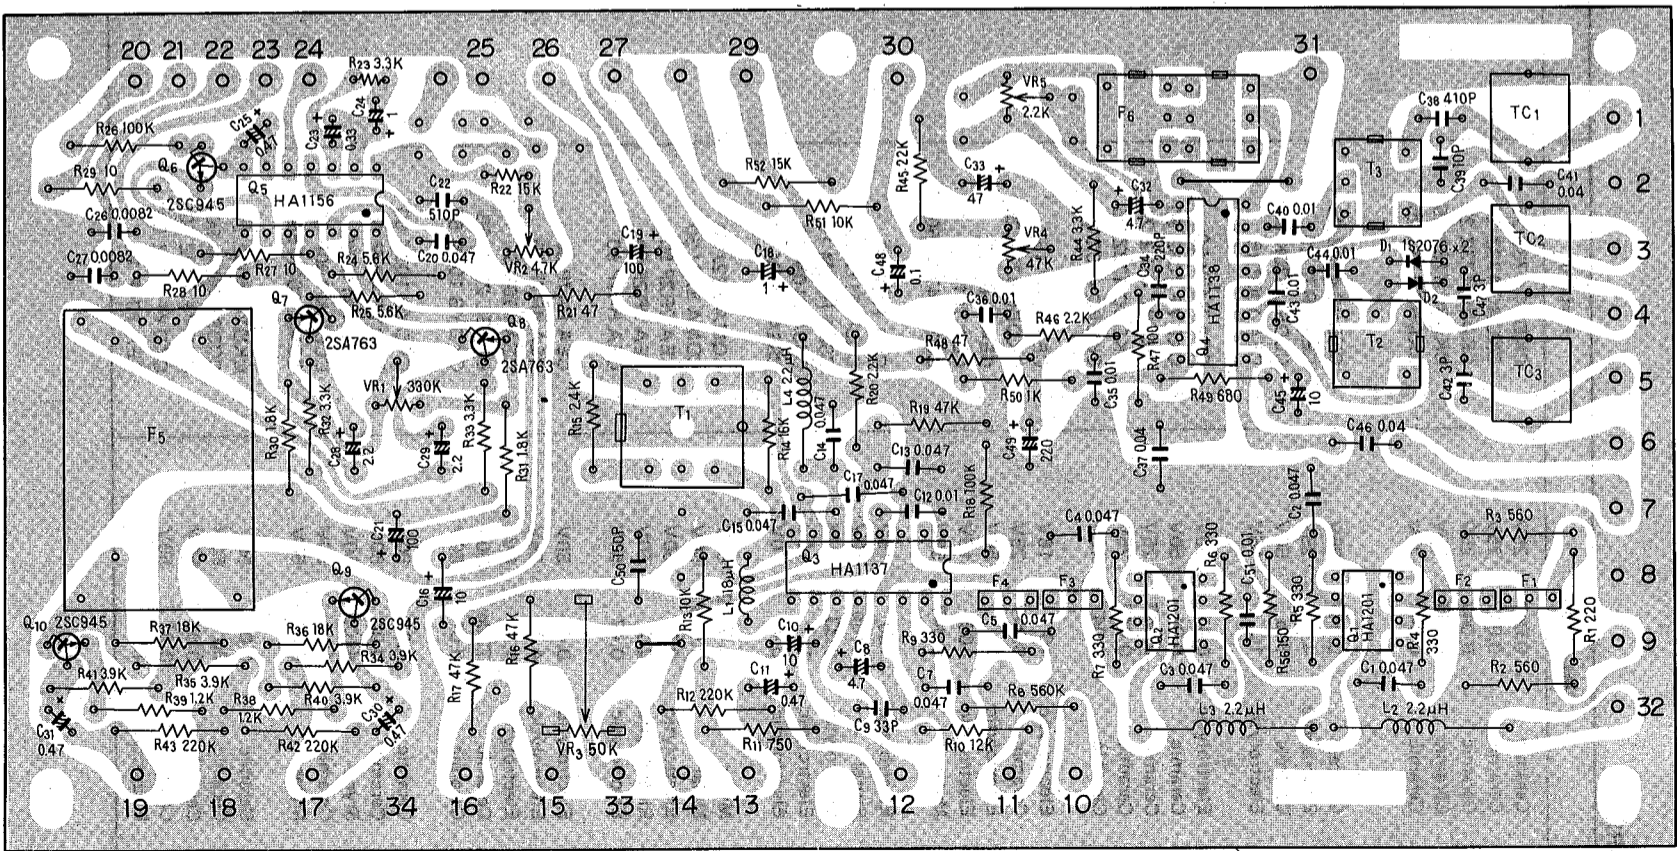 20 21 22 23 24 25 26 27 29 30 31
R23 3.3K
C24 1
C25 0.47
C23 0.33
R26 100K
R29 10
Q6
2SC945
Q5
HA1156
C26 0.0082
C27 0.0082
R27 10
R28 10
R24 5.6K
R25 5.6K
C22 510P
C20 0.047
R22 15K
VR2 4.7K
C19 100
R21 47
R52 15K
R51 10K
C18 1
R45 22K
C48 0.1
C33 47
VR5 2.2K
VR4 47K
R44 3.3K
C32 4.7
C34 220P
F6
C36 0.01
R46 2.2K
R48 47
R50 1K
C35 0.01
R47 100
HA1138
Q4
C40 0.01
C43 0.01
C44 0.01
D1 1S2076 x 2
D2
T3
T2
C38 410P
C39 10P
C41 0.04
C47 3P
C42 3P
TC1
TC2
TC3
1
2
3
4
5
6
7
8
9
32
Q7
2SA763
Q8
2SA763
VR1 330K
F5
R30 1.8K
R32 3.3K
C28 2.2
C29 2.2
R33 3.3K
R31 1.8K
R15 2.4K
T1
R14 16K
L4 2.2µH
C14 0.047
R20 2.2K
R19 47K
C13 0.047
C17 0.047
C12 0.01
C15 0.047
R18 100K
C49 220
C37 0.04
R49 680
C45 10
C46 0.04
C2 0.047
R3 560
C4 0.047
C21 100
C16 10
C50 150P
Q3
HA1137
L1 18µH
R13 10K
F4
F3
C5 0.047
R6 330
C51 0.01
R5 330
R56 150
Q2
HA1201
R7 330
Q1
HA1201
R4 330
F2
F1
R1 220
Q9
2SC945
Q10
2SC945
R37 18K
R36 18K
R34 3.9K
R35 3.9K
R41 3.9K
R40 3.9K
R39 1.2K
R38 1.2K
C31 0.47
C30 0.47
R43 220K
R42 220K
R17 47K
R16 47K
VR3 50K
R12 220K
C10 10
C11 0.47
R11 750
C8 4.7
C9 33P
R9 330
C7 0.047
R8 560K
R10 12K
C3 0.047
C1 0.047
R2 560
L3 2.2µH
L2 2.2µH
19 18 17 34 16 15 33 14 13 12 11 10